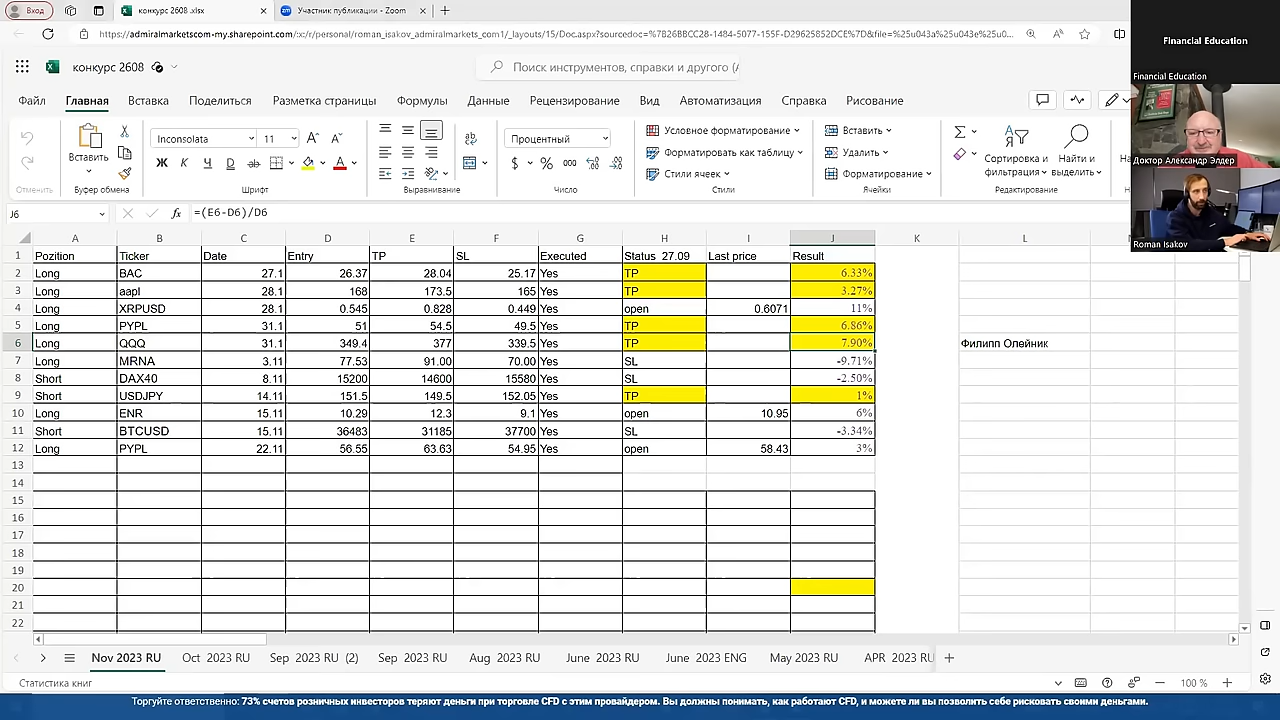 Вход
конкурс 2608 .xlsx
Участник публикации - Zoom
https://admiralmarketscom-my.sharepoint.com/:x:/r/personal/roman_isakov_admiralmarkets_com1/_layouts/15/Doc.aspx?sourcedoc=%7B26BBCC28-1484-5077-155F-D29625852DCE%7D&file=%25u043a%25u043e%25u0...
конкурс 2608
Поиск инструментов, справки и другого (/
Файл Главная Вставка Поделиться Разметка страницы Формулы Данные Рецензирование Вид Автоматизация Справка Рисование
Вставить
Inconsolata 11
Процентный
Условное форматирование
Форматировать как таблицу
Стили ячеек
Вставить
Удалить
Форматирование
Сортировка и фильтрация
Найти и выделить
Отменить Буфер обмена Шрифт Выравнивание Число Стили Ячейки Редактирование
J6 fx =(E6-D6)/D6
A B C D E F G H I J K L
1 Pozition Ticker Date Entry TP SL Executed Status 27.09 Last price Result
2 Long BAC 27.1 26.37 28.04 25.17 Yes TP 6.33%
3 Long aapl 28.1 168 173.5 165 Yes TP 3.27%
4 Long XRPUSD 28.1 0.545 0.828 0.449 Yes open 0.6071 11%
5 Long PYPL 31.1 51 54.5 49.5 Yes TP 6.86%
6 Long QQQ 31.1 349.4 377 339.5 Yes TP 7.90% Филипп Олейник
7 Long MRNA 3.11 77.53 91.00 70.00 Yes SL -9.71%
8 Short DAX40 8.11 15200 14600 15580 Yes SL -2.50%
9 Short USDJPY 14.11 151.5 149.5 152.05 Yes TP 1%
10 Long ENR 15.11 10.29 12.3 9.1 Yes open 10.95 6%
11 Short BTCUSD 15.11 36483 31185 37700 Yes SL -3.34%
12 Long PYPL 22.11 56.55 63.63 54.95 Yes open 58.43 3%
13
14
15
16
17
18
19
20
21
22
Nov 2023 RU Oct 2023 RU Sep 2023 RU (2) Sep 2023 RU Aug 2023 RU June 2023 RU June 2023 ENG May 2023 RU APR 2023 RU
Статистика книг
100 %
Торгуйте ответственно: 73% счетов розничных инвесторов теряют деньги при торговле CFD с этим провайдером. Вы должны понимать, как работают CFD, и можете ли вы позволить себе рисковать своими деньгами.
Financial Education
Financial Education
Доктор Александр Элдер
Roman Isakov